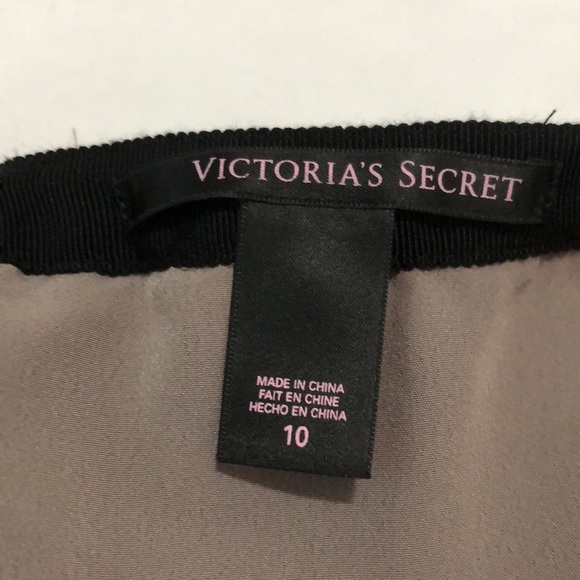 VICTORIA'S SECRET
MADE IN CHINA
FAIT EN CHINE
HECHO EN CHINA
10